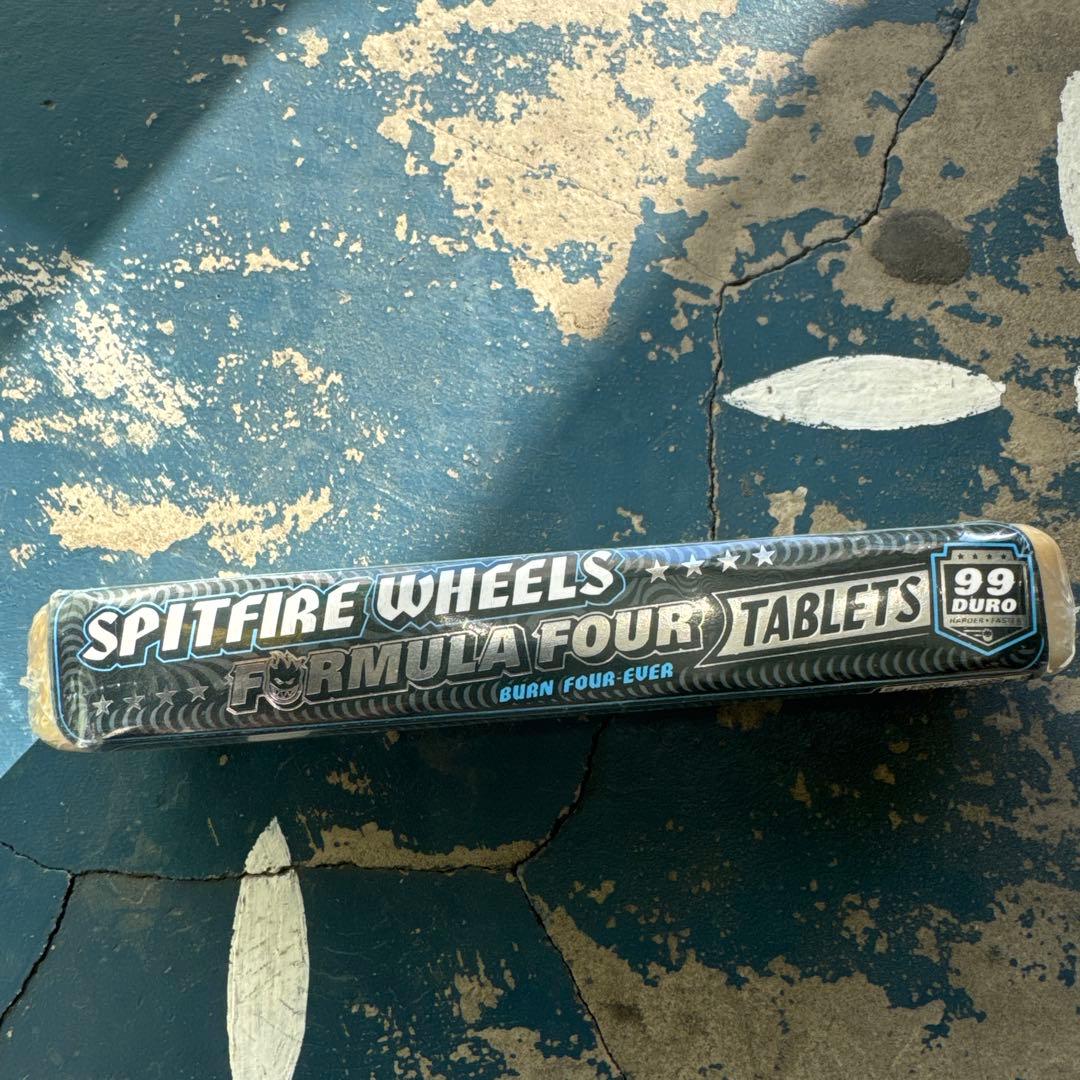 SPITFIRE WHEELS
FORMULA FOUR TABLETS
BURN FOUR-EVER
99
DURO
HARDER • FASTER